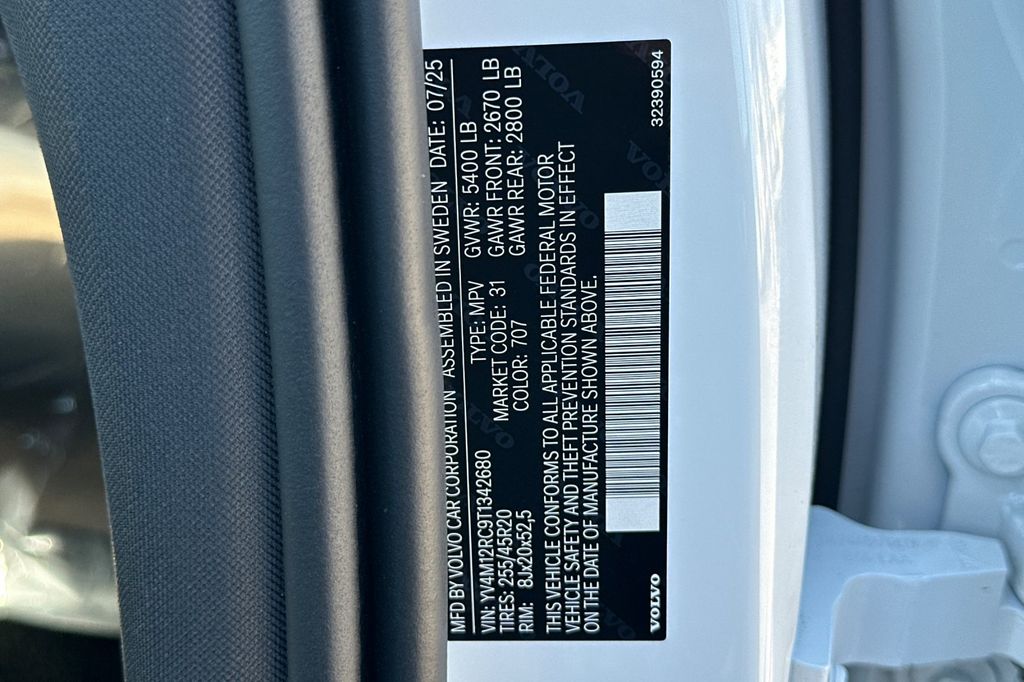 MFD BY VOLVO CAR CORPORATION ASSEMBLED IN SWEDEN DATE: 07/25
VIN: YV4M12RC9T1342680 TYPE: MPV GVWR: 5400 LB
TIRES: 255/45R20 MARKET CODE: 31 GAWR FRONT: 2670 LB
RIM: 8Jx20x52,5 COLOR: 707 GAWR REAR: 2800 LB
THIS VEHICLE CONFORMS TO ALL APPLICABLE FEDERAL MOTOR
VEHICLE SAFETY AND THEFT PREVENTION STANDARDS IN EFFECT
ON THE DATE OF MANUFACTURE SHOWN ABOVE.
VOLVO 32390594